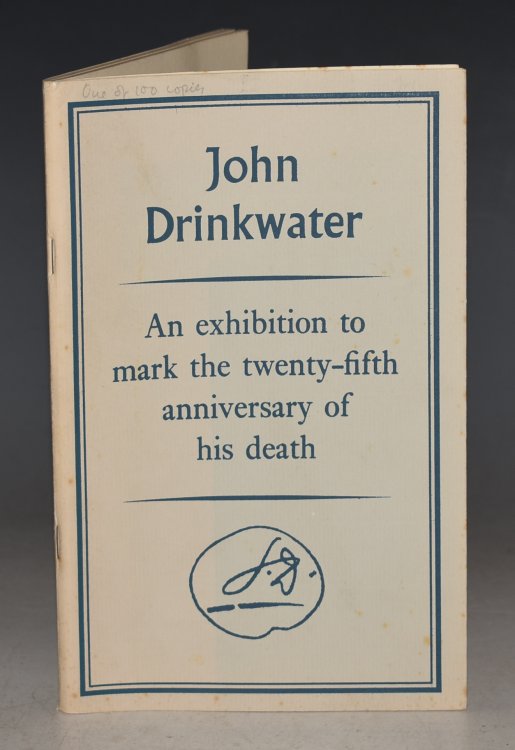 One of 100 copies
John
Drinkwater
An exhibition to
mark the twenty-fifth
anniversary of
his death
J.D.